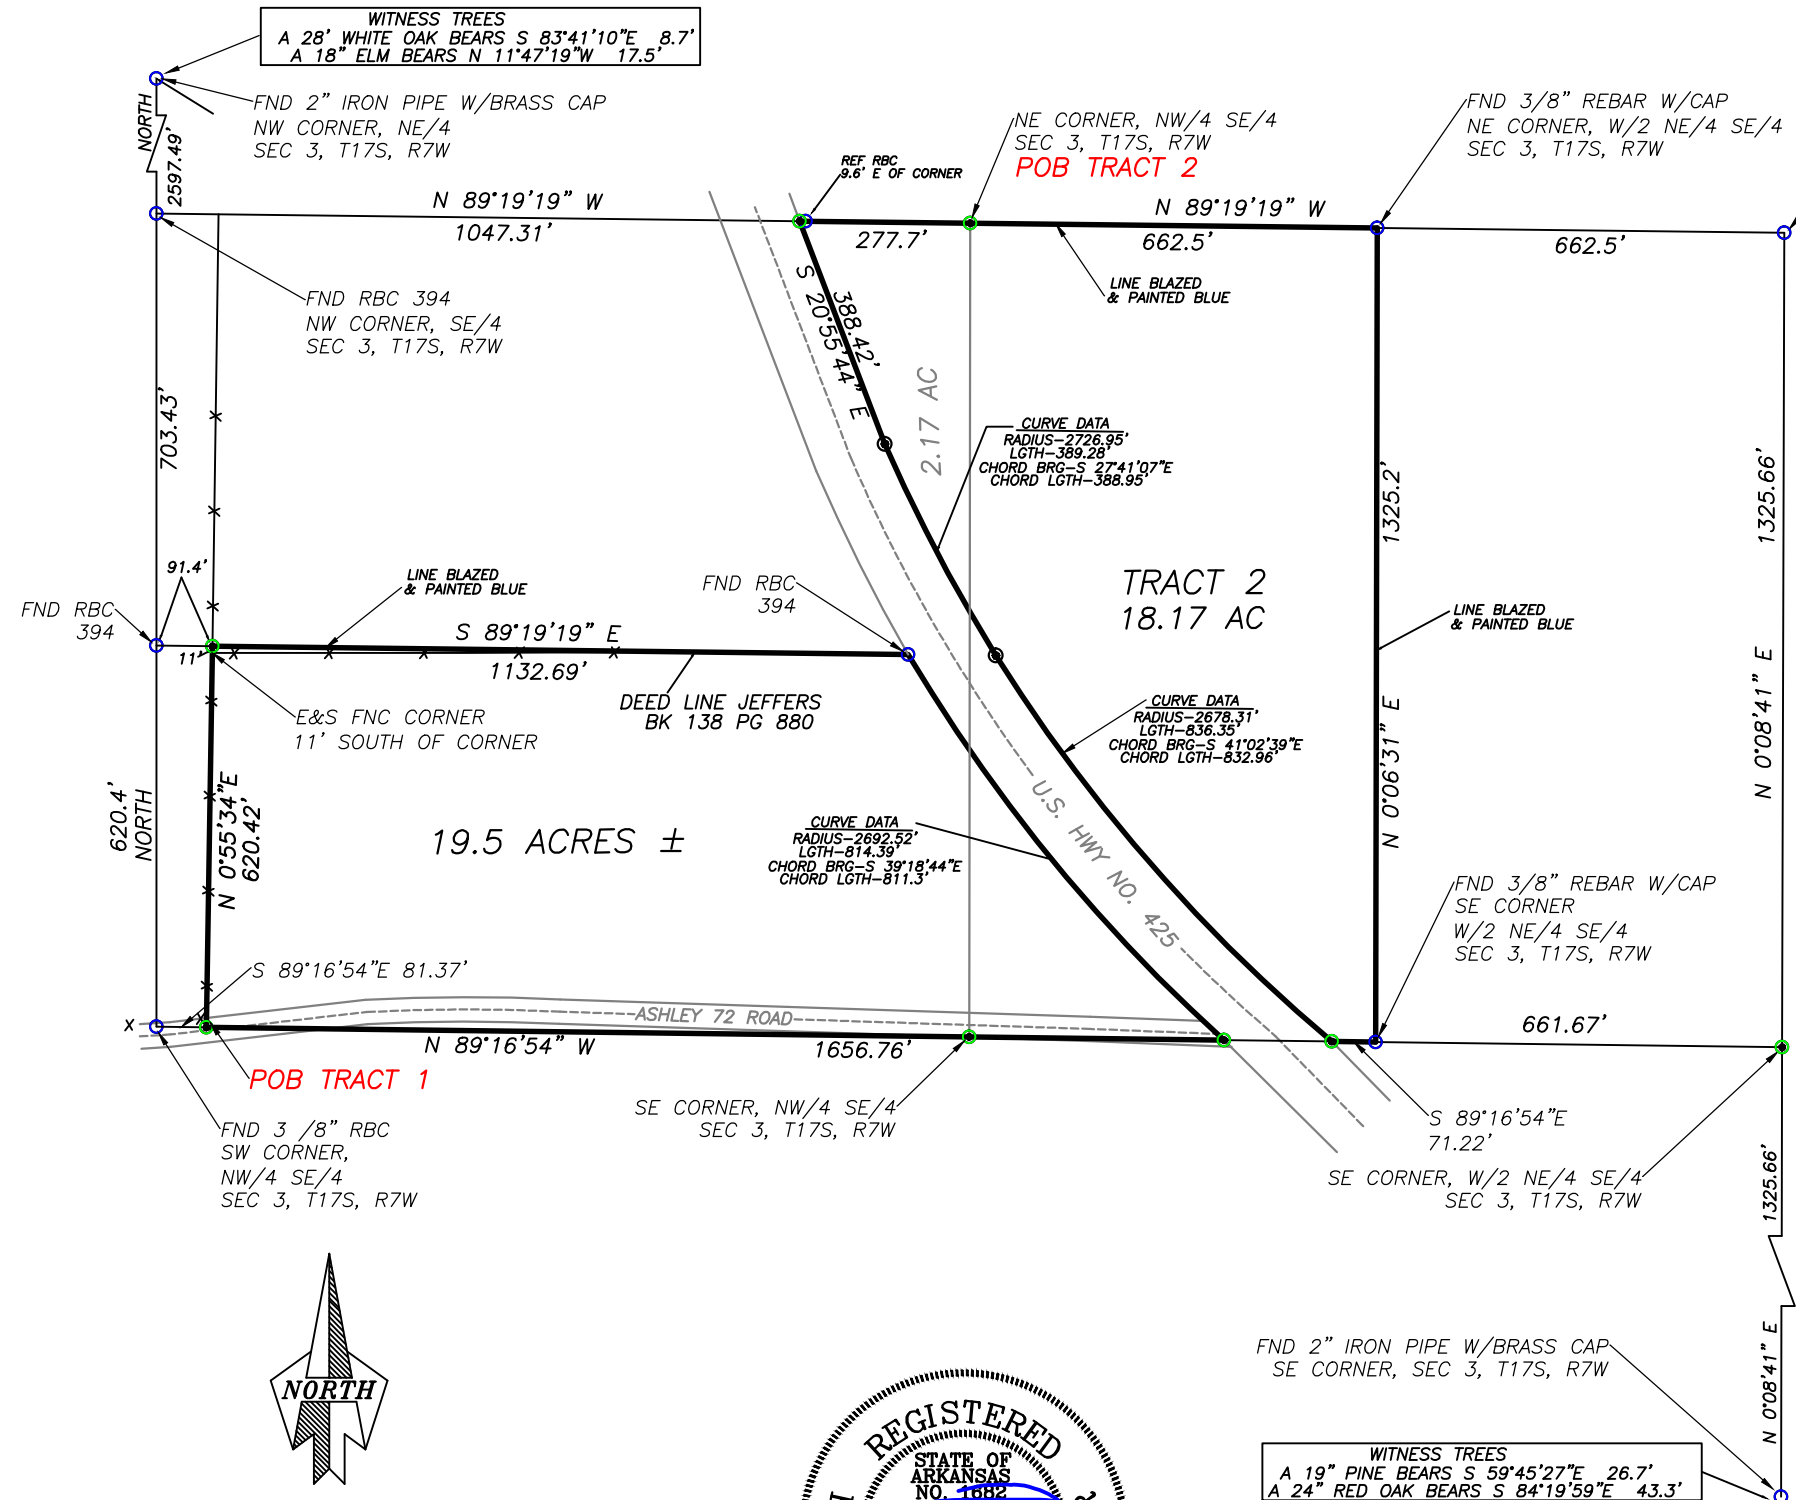 WITNESS TREES
A 28' WHITE OAK BEARS S 83°41'10"E 8.7'
A 18" ELM BEARS N 11°47'19"W 17.5'
FND 2" IRON PIPE W/BRASS CAP
NW CORNER, NE/4
SEC 3, T17S, R7W
NORTH
2597.49'
NE CORNER, NW/4 SE/4
SEC 3, T17S, R7W
POB TRACT 2
FND 3/8" REBAR W/CAP
NE CORNER, W/2 NE/4 SE/4
SEC 3, T17S, R7W
REF RBC
9.6' E OF CORNER
N 89°19'19" W
1047.31'
277.7'
N 89°19'19" W
662.5'
662.5'
LINE BLAZED
& PAINTED BLUE
FND RBC 394
NW CORNER, SE/4
SEC 3, T17S, R7W
S 20°55'44" E
388.42'
2.17 AC
703.43'
CURVE DATA
RADIUS-2726.95'
LGTH-389.28'
CHORD BRG-S 27°41'07"E
CHORD LGTH-388.95'
1325.2'
1325.66'
TRACT 2
18.17 AC
91.4'
LINE BLAZED
& PAINTED BLUE
FND RBC
394
FND RBC
394
LINE BLAZED
& PAINTED BLUE
S 89°19'19" E
1132.69'
11'
DEED LINE JEFFERS
BK 138 PG 880
E&S FNC CORNER
11' SOUTH OF CORNER
CURVE DATA
RADIUS-2678.31'
LGTH-836.35'
CHORD BRG-S 41°02'39"E
CHORD LGTH-832.96'
N 0°06'31" E
N 0°08'41" E
620.4'
NORTH
N 0°55'34"E
620.42'
19.5 ACRES ±
CURVE DATA
RADIUS-2692.52'
LGTH-814.39'
CHORD BRG-S 39°18'44"E
CHORD LGTH-811.3'
U.S. HWY NO. 425
FND 3/8" REBAR W/CAP
SE CORNER
W/2 NE/4 SE/4
SEC 3, T17S, R7W
S 89°16'54"E 81.37'
X
ASHLEY 72 ROAD
N 89°16'54" W
1656.76'
661.67'
POB TRACT 1
SE CORNER, NW/4 SE/4
SEC 3, T17S, R7W
S 89°16'54"E
71.22'
FND 3 /8" RBC
SW CORNER,
NW/4 SE/4
SEC 3, T17S, R7W
SE CORNER, W/2 NE/4 SE/4
SEC 3, T17S, R7W
1325.66'
N 0°08'41" E
NORTH
FND 2" IRON PIPE W/BRASS CAP
SE CORNER, SEC 3, T17S, R7W
REGISTERED
STATE OF
ARKANSAS
NO. 1682
WITNESS TREES
A 19" PINE BEARS S 59°45'27"E 26.7'
A 24" RED OAK BEARS S 84°19'59"E 43.3'